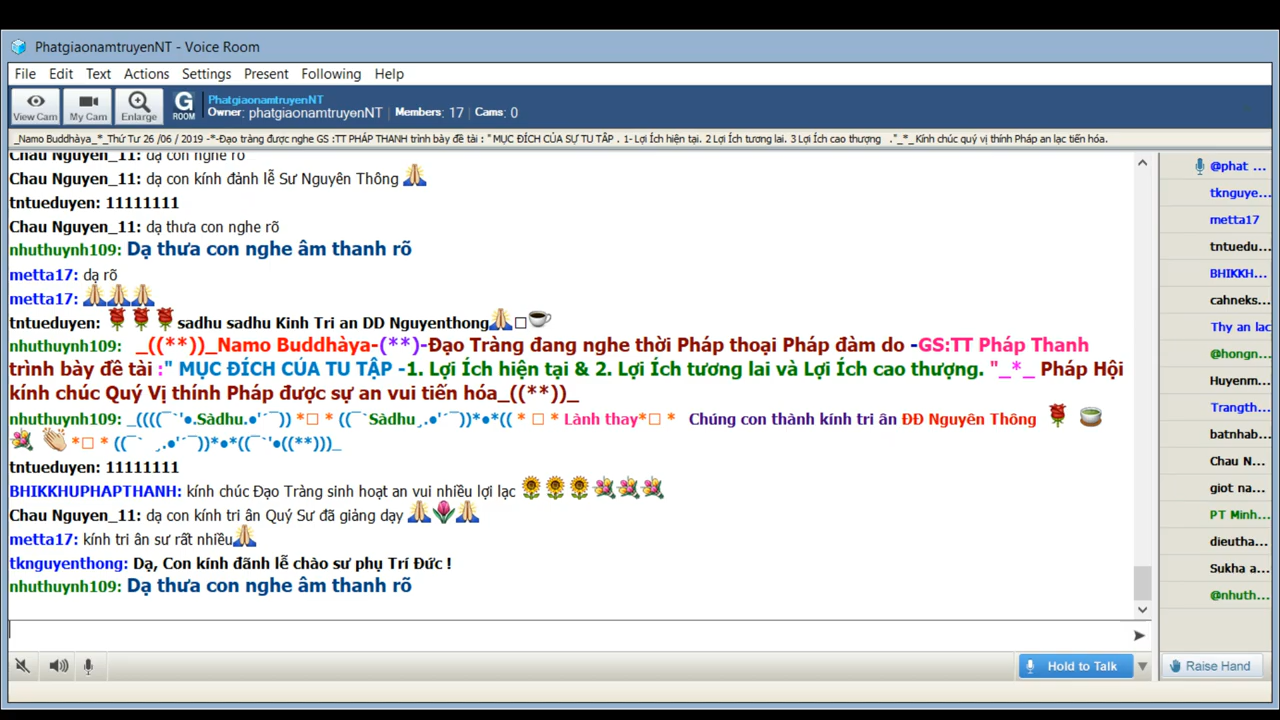 PhatgiaonamtruyenNT - Voice Room
File Edit Text Actions Settings Present Following Help
View Cam My Cam Enlarge G ROOM
PhatgiaonamtruyenNT
Owner: phatgiaonamtruyenNT Members: 17 Cams: 0
_Namo Buddhàya_*_Thứ Tư 26 /06 / 2019 -*-Đạo tràng được nghe GS :TT PHÁP THANH trình bày đề tài : " MỤC ĐÍCH CỦA SỰ TU TẬP . 1- Lợi Ích hiện tại. 2 Lợi Ích tương lai. 3 Lợi Ích cao thượng ."_*_ Kính chúc quý vị thính Pháp an lạc tiến hóa.
Chau Nguyen_11: dạ con nghe rõ
Chau Nguyen_11: dạ con kính đảnh lễ Sư Nguyên Thông
tntueduyen: 11111111
Chau Nguyen_11: dạ thưa con nghe rõ
nhuthuynh109: Dạ thưa con nghe âm thanh rõ
metta17: dạ rõ
metta17:
tntueduyen: sadhu sadhu Kinh Tri an DD Nguyenthong
nhuthuynh109: _((**))_Namo Buddhàya-(**)-Đạo Tràng đang nghe thời Pháp thoại Pháp đàm do -GS:TT Pháp Thanh
trình bày đề tài :" MỤC ĐÍCH CỦA TU TẬP -1. Lợi Ích hiện tại & 2. Lợi Ích tương lai và Lợi Ích cao thượng. "_*_ Pháp Hội
kính chúc Quý Vị thính Pháp được sự an vui tiến hóa_((**))_
nhuthuynh109: _((((¯`'•.Sàdhu.•'´¯)) *□ * ((¯`Sàdhu¸.•'´¯))*•*(( * □ * Lành thay*□ * Chúng con thành kính tri ân ĐĐ Nguyên Thông
*□ * ((¯` ¸.•'´¯))*•*((¯`'•((**)))_
tntueduyen: 11111111
BHIKKHUPHAPTHANH: kính chúc Đạo Tràng sinh hoạt an vui nhiều lợi lạc
Chau Nguyen_11: dạ con kính tri ân Quý Sư đã giảng dạy
metta17: kính tri ân sư rất nhiều
tknguyenthong: Dạ, Con kính đãnh lễ chào sư phụ Trí Đức !
nhuthuynh109: Dạ thưa con nghe âm thanh rõ
@phat ...
tknguye...
metta17
tntuedu...
BHIKKH...
cahneks...
Thy an lac
@hongn...
Huyenm...
Trangth...
batnhab...
Chau N...
giot na...
PT Minh...
dieutha...
Sukha a...
@nhuth...
Hold to Talk
Raise Hand